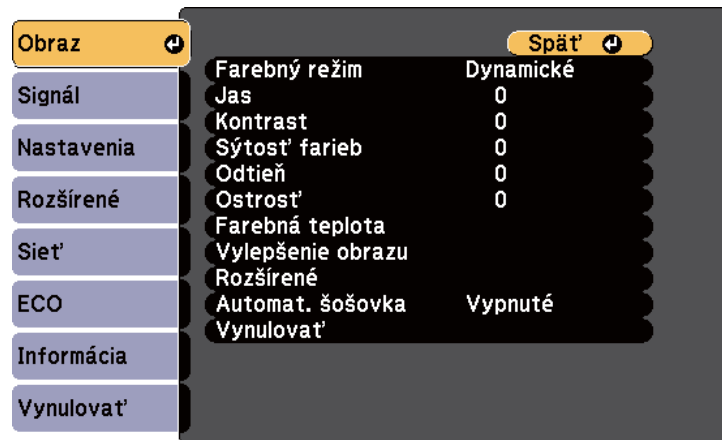 Obraz
Signál
Nastavenia
Rozšírené
Sieť
ECO
Informácia
Vynulovať
Späť
Farebný režim Dynamické
Jas 0
Kontrast 0
Sýtosť farieb 0
Odtieň 0
Ostrosť 0
Farebná teplota
Vylepšenie obrazu
Rozšírené
Automat. šošovka Vypnuté
Vynulovať